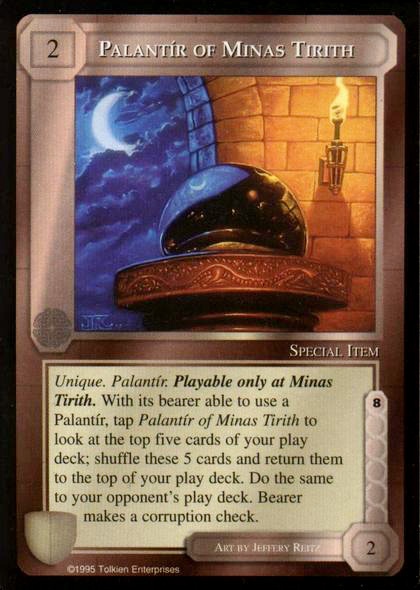 2
PALANTÍR OF MINAS TIRITH
JFC
SPECIAL ITEM
Unique. Palantír. Playable only at Minas
Tirith. With its bearer able to use a
Palantír, tap Palantír of Minas Tirith to
look at the top five cards of your play
deck; shuffle these 5 cards and return them
to the top of your play deck. Do the same
to your opponent's play deck. Bearer
makes a corruption check.
8
ART BY JEFFERY REITZ
2
©1995 Tolkien Enterprises